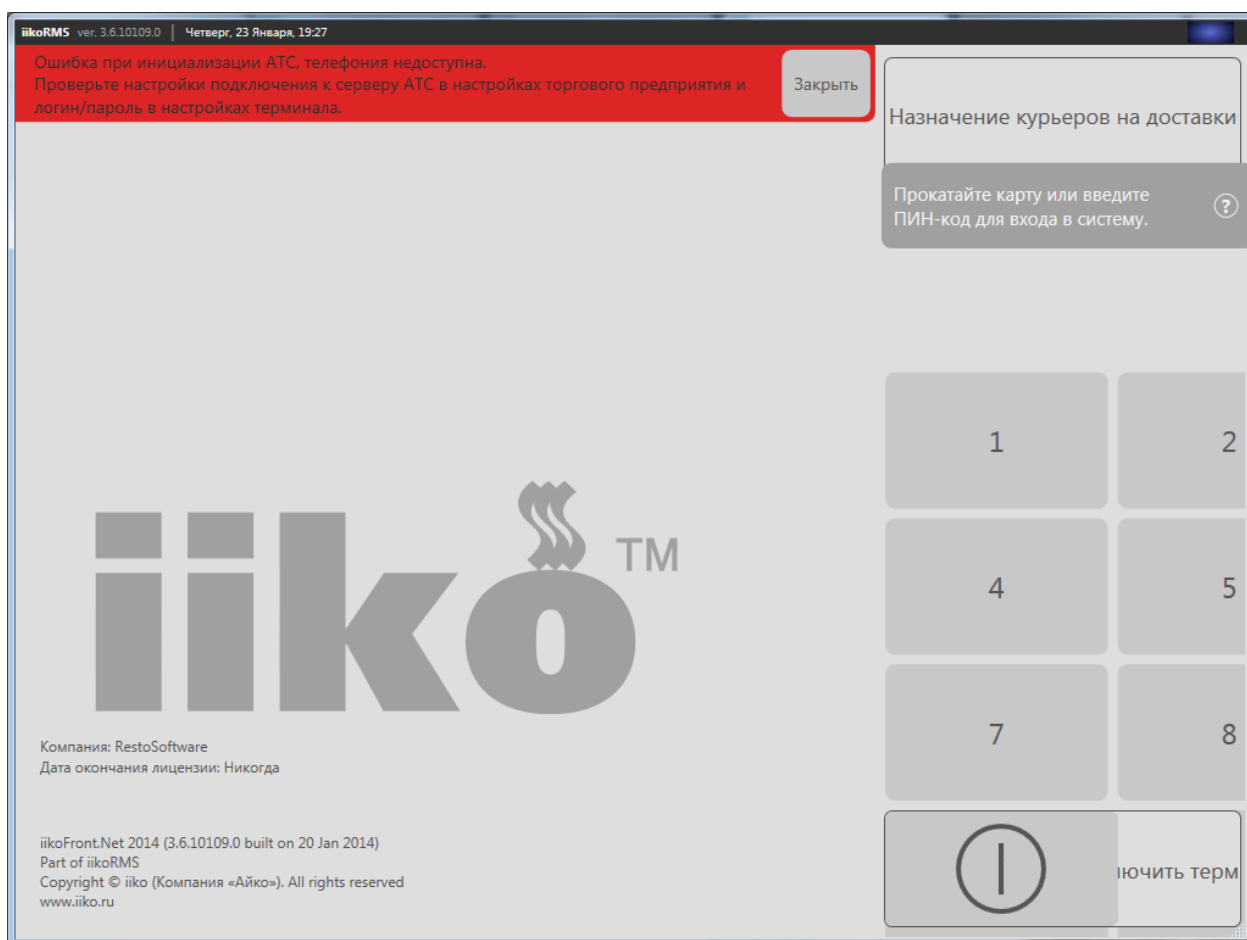 iikoRMS ver. 3.6.10109.0 | Четверг, 23 Января, 19:27
Ошибка при инициализации АТС, телефония недоступна.
Проверьте настройки подключения к серверу АТС в настройках торгового предприятия и
логин/пароль в настройках терминала.
Закрыть
Назначение курьеров на доставки
Прокатайте карту или введите
ПИН-код для входа в систему.
?
1
2
4
5
7
8
iiko TM
Компания: RestoSoftware
Дата окончания лицензии: Никогда
iikoFront.Net 2014 (3.6.10109.0 built on 20 Jan 2014)
Part of iikoRMS
Copyright © iiko (Компания «Айко»). All rights reserved
www.iiko.ru
ючить терм